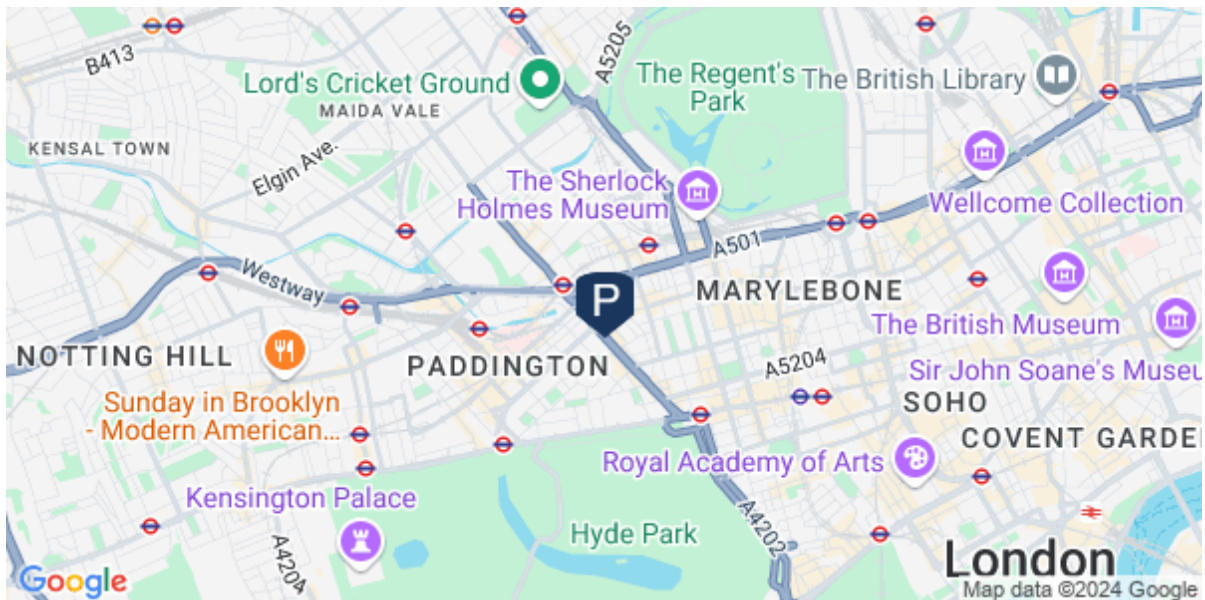 B413
A5205
Lord's Cricket Ground
MAIDA VALE
The Regent's
Park
The British Library
KENSAL TOWN
Elgin Ave.
The Sherlock
Holmes Museum
Wellcome Collection
A501
Westway
P
MARYLEBONE
The British Museum
NOTTING HILL
PADDINGTON
A5204
Sir John Soane's Museu
Sunday in Brooklyn
- Modern American...
SOHO
COVENT GARDE
Royal Academy of Arts
Kensington Palace
A4202
Hyde Park
A4204
London
Google
Map data ©2024 Google